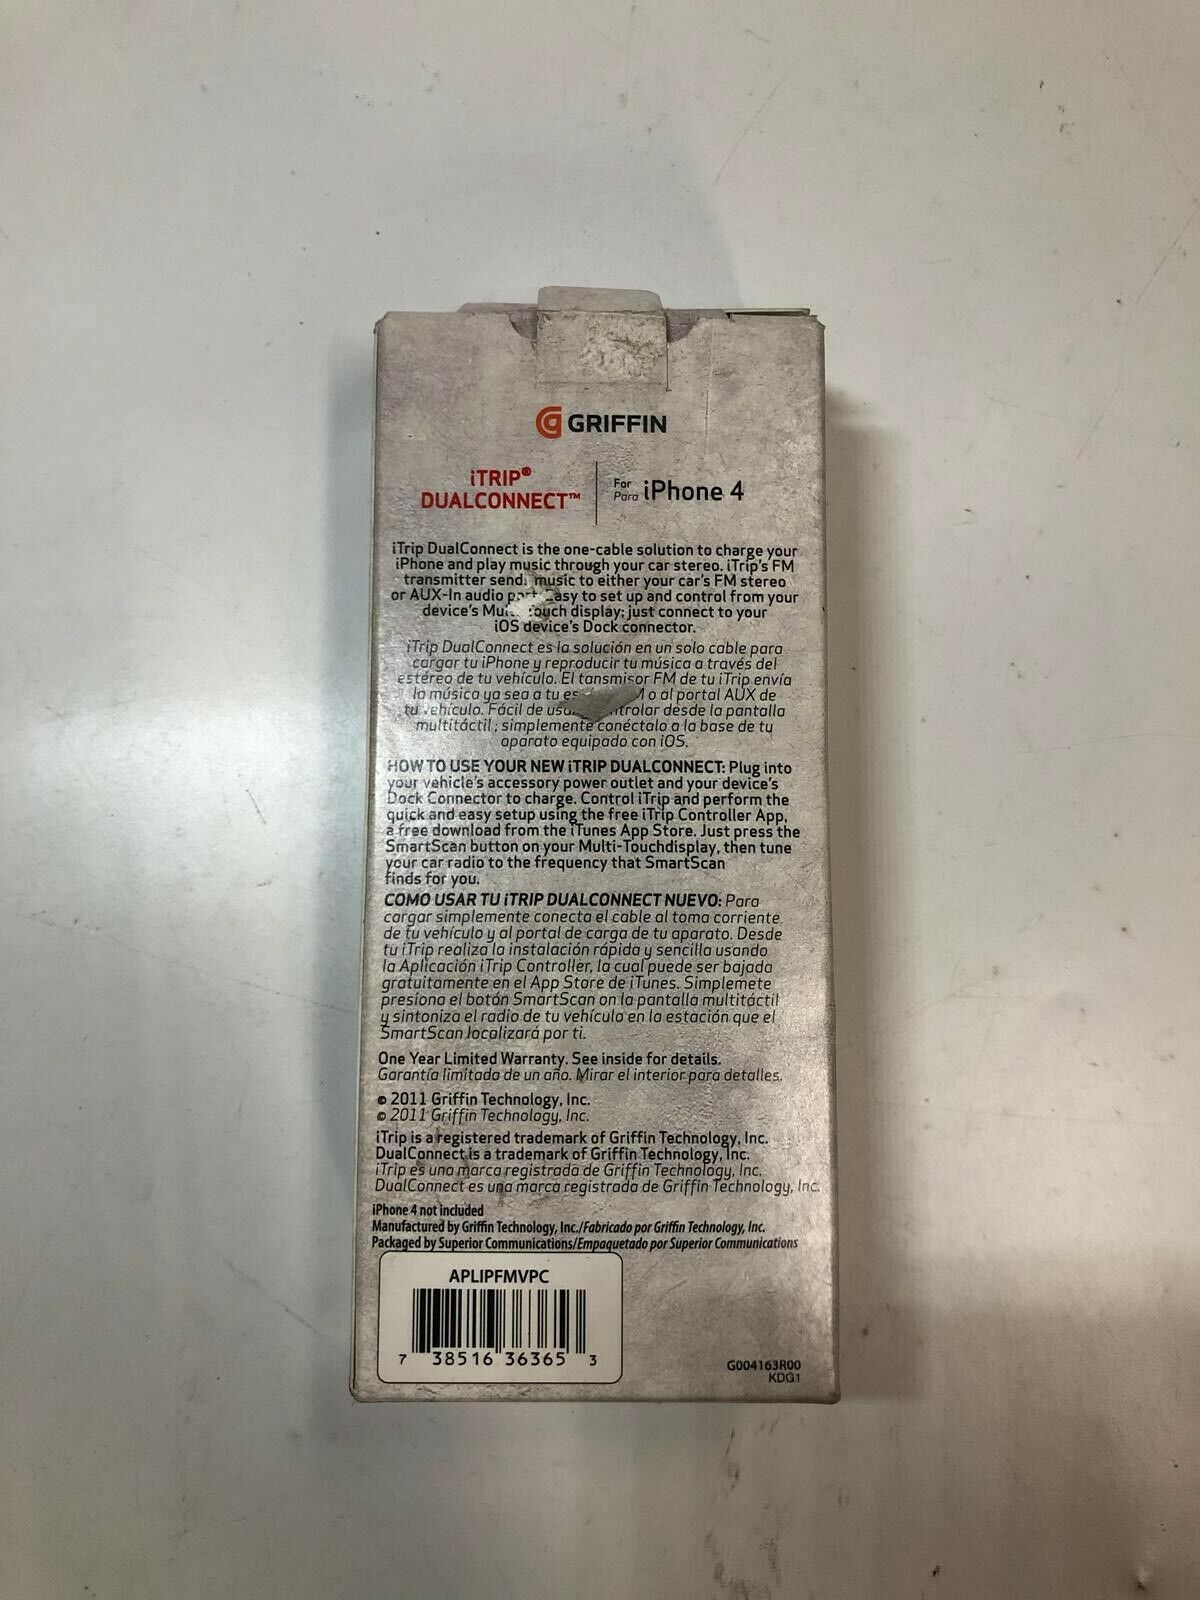 GRIFFIN
iTRIP®
DUALCONNECT™
For
Para
iPhone 4
iTrip DualConnect is the one-cable solution to charge your
iPhone and play music through your car stereo. iTrip's FM
transmitter send music to either your car's FM stereo
or AUX-In audio Easy to set up and control from your
device's display; just connect to your
iOS device's Dock connector.
iTrip DualConnect es la solución en un solo cable para
cargar tu iPhone y reproducir tu música a través del
estéreo de tu vehículo. El tansmisor FM de tu iTrip envía
la música ya sea a tu o al portal AUX de
tu vehículo. Fácil de desde la pantalla
multitáctil; simplemente conéctalo a la base de tu
aparato equipado con iOS.
HOW TO USE YOUR NEW iTRIP DUALCONNECT: Plug into
your vehicle's accessory power outlet and your device's
Dock Connector to charge. Control iTrip and perform the
quick and easy setup using the free iTrip Controller App,
a free download from the iTunes App Store. Just press the
SmartScan button on your Multi-Touchdisplay, then tune
your car radio to the frequency that SmartScan
finds for you.
COMO USAR TU iTRIP DUALCONNECT NUEVO: Para
cargar simplemente conecta el cable al toma corriente
de tu vehículo y al portal de carga de tu aparato. Desde
tu iTrip realiza la instalación rápida y sencilla usando
la Aplicación iTrip Controller, la cual puede ser bajada
gratuitamente en el App Store de iTunes. Simplemete
presiona el botón SmartScan on la pantalla multitáctil
y sintoniza el radio de tu vehículo en la estación que el
SmartScan localizará por ti.
One Year Limited Warranty. See inside for details.
Garantía limitada de un año. Mirar el interior para detalles.
© 2011 Griffin Technology, Inc.
© 2011 Griffin Technology, Inc.
iTrip is a registered trademark of Griffin Technology, Inc.
DualConnect is a trademark of Griffin Technology, Inc.
iTrip es una marca registrada de Griffin Technology, Inc.
DualConnect es una marca registrada de Griffin Technology, Inc.
iPhone 4 not included
Manufactured by Griffin Technology, Inc./Fabricado por Griffin Technology, Inc.
Packaged by Superior Communications/Empaquetado por Superior Communications
APLIPFMVPC
7 38516 36365 3
G004163R00
KDG1